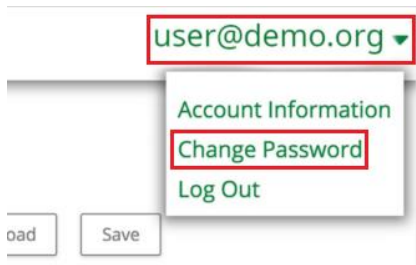 user@demo.org
Account Information
Change Password
Log Out
Save